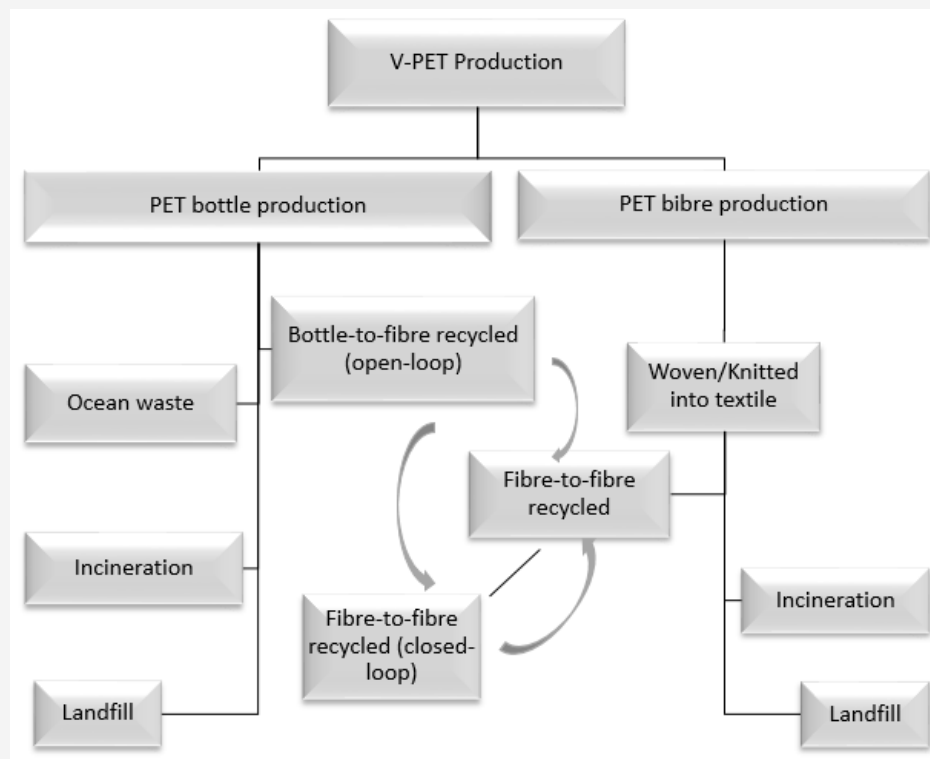 V-PET Production
PET bottle production
PET bibre production
Bottle-to-fibre recycled
(open-loop)
Woven/Knitted
into textile
Ocean waste
Fibre-to-fibre
recycled
Incineration
Fibre-to-fibre
recycled (closed-
loop)
Incineration
Landfill
Landfill